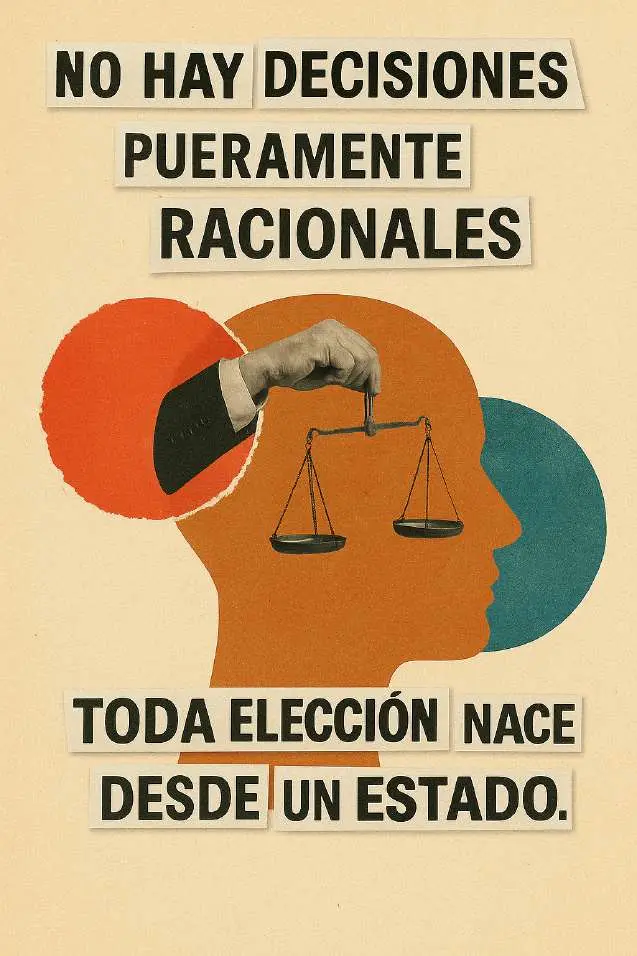 NO HAY DECISIONES
PUERAMENTE
RACIONALES
TODA ELECCIÓN NACE
DESDE UN ESTADO.